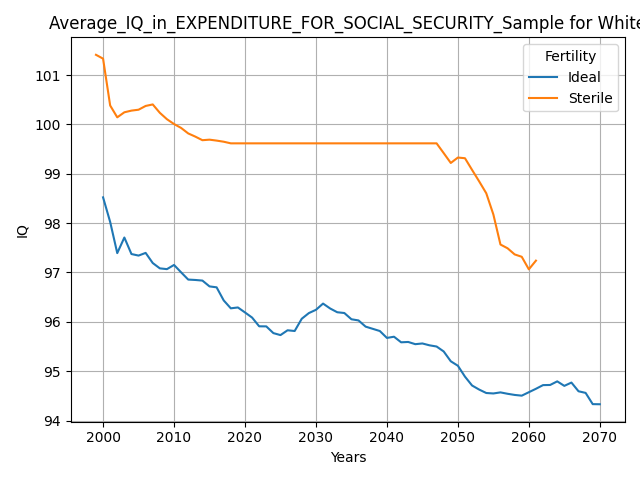 Average_IQ_in_EXPENDITURE_FOR_SOCIAL_SECURITY_Sample for White
Fertility
Ideal
Sterile
IQ
101
100
99
98
97
96
95
94
2000 2010 2020 2030 2040 2050 2060 2070
Years